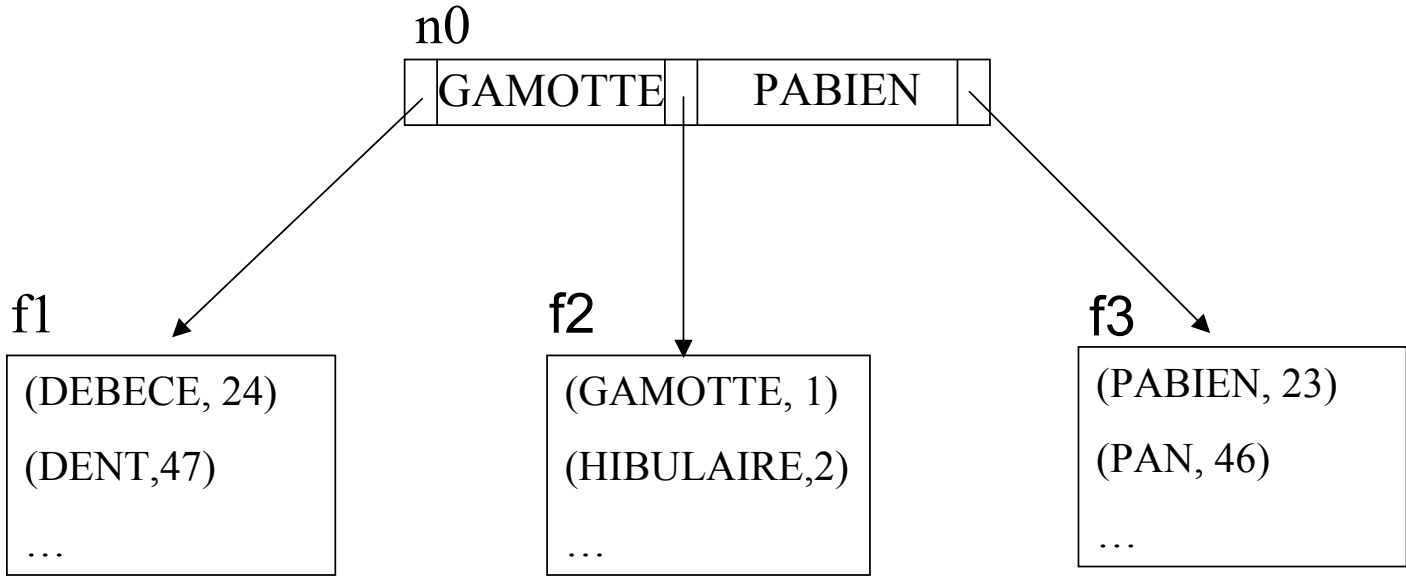 n0
GAMOTTE PABIEN
f1
f2
f3
(DEBECE, 24)
(DENT,47)
…
(GAMOTTE, 1)
(HIBULAIRE,2)
…
(PABIEN, 23)
(PAN, 46)
…